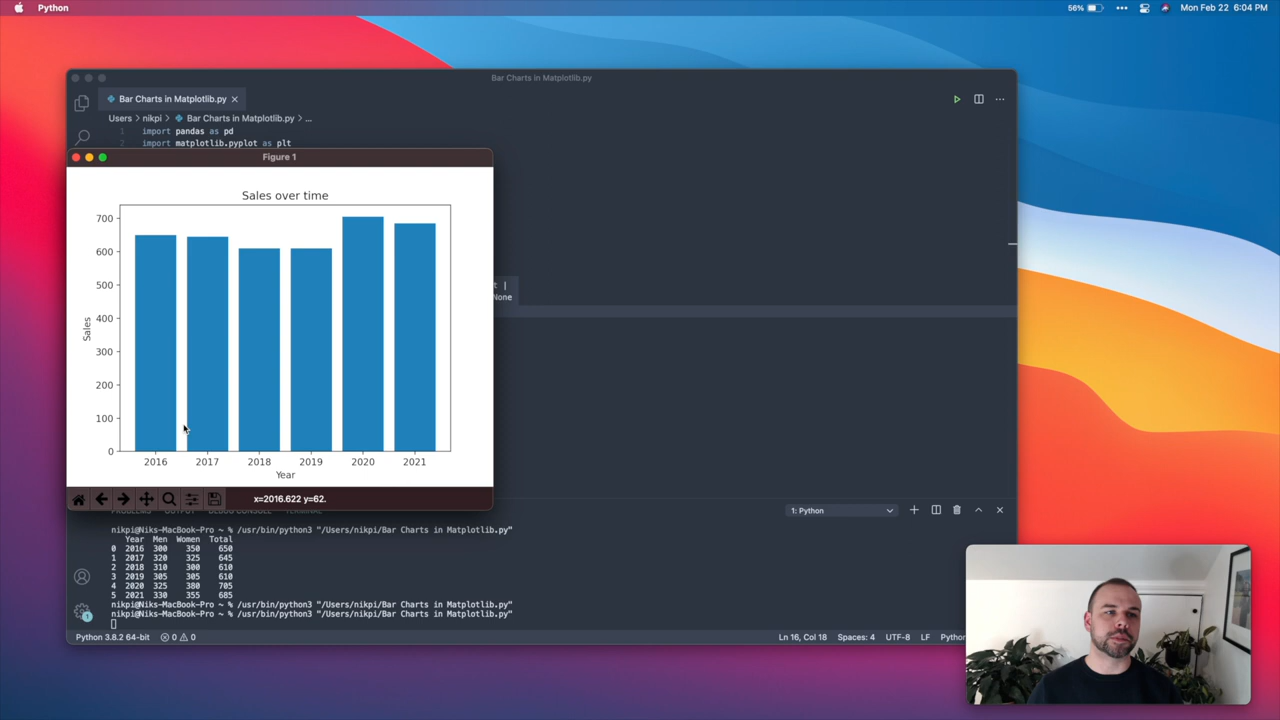 Python
56%
Mon Feb 22 6:04 PM
Bar Charts in Matplotlib.py
Bar Charts in Matplotlib.py
Users › nikpi › Bar Charts in Matplotlib.py › ...
1 import pandas as pd
2 import matplotlib.pyplot as plt
Figure 1
Sales over time
700
600
500
400
300
200
100
0
Sales
2016 2017 2018 2019 2020 2021
Year
x=2016.622 y=62.
t |
None
1: Python
nikpi@Niks-MacBook-Pro ~ % /usr/bin/python3 "/Users/nikpi/Bar Charts in Matplotlib.py"
Year Men Women Total
0 2016 300 350 650
1 2017 320 325 645
2 2018 310 300 610
3 2019 305 305 610
4 2020 325 380 705
5 2021 330 355 685
nikpi@Niks-MacBook-Pro ~ % /usr/bin/python3 "/Users/nikpi/Bar Charts in Matplotlib.py"
nikpi@Niks-MacBook-Pro ~ % /usr/bin/python3 "/Users/nikpi/Bar Charts in Matplotlib.py"
1
Python 3.8.2 64-bit 0 0
Ln 16, Col 18 Spaces: 4 UTF-8 LF Python